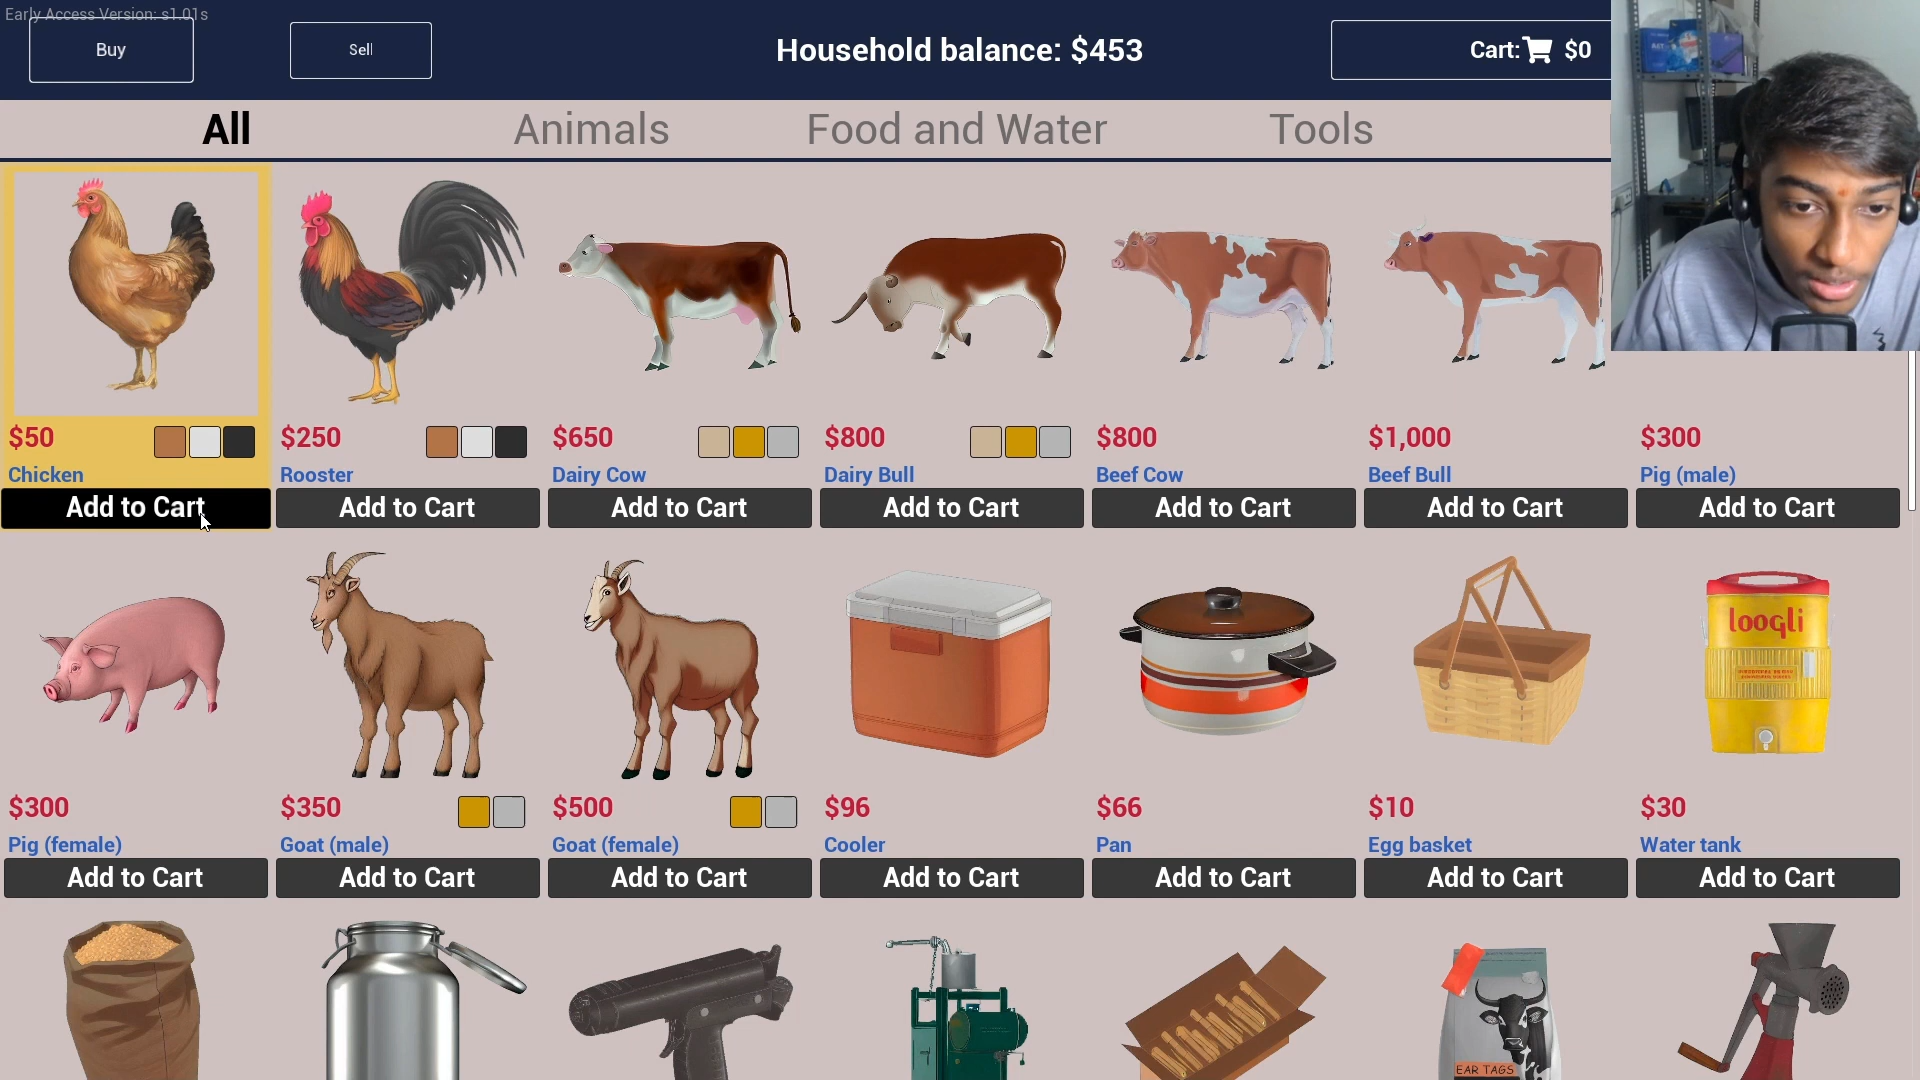 Early Access Version: s1.01s
Buy
Sell
Household balance: $453
Cart: $0
All
Animals
Food and Water
Tools
$50
Chicken
Add to Cart
$250
Rooster
Add to Cart
$650
Dairy Cow
Add to Cart
$800
Dairy Bull
Add to Cart
$800
Beef Cow
Add to Cart
$1,000
Beef Bull
Add to Cart
$300
Pig (male)
Add to Cart
loogli
$300
Pig (female)
Add to Cart
$350
Goat (male)
Add to Cart
$500
Goat (female)
Add to Cart
$96
Cooler
Add to Cart
$66
Pan
Add to Cart
$10
Egg basket
Add to Cart
$30
Water tank
Add to Cart
EAR TAGS